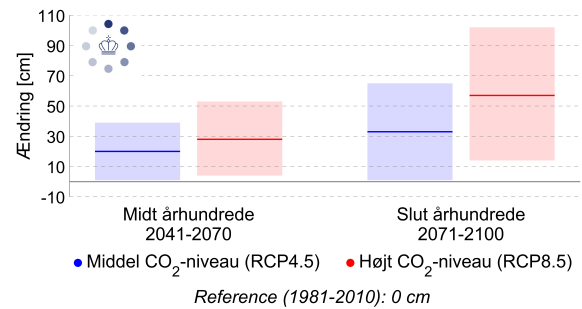 110
90
70
50
30
10
-10
Ændring [cm]
Midt århundrede
2041-2070
Slut århundrede
2071-2100
Middel CO2-niveau (RCP4.5)
Højt CO2-niveau (RCP8.5)
Reference (1981-2010): 0 cm